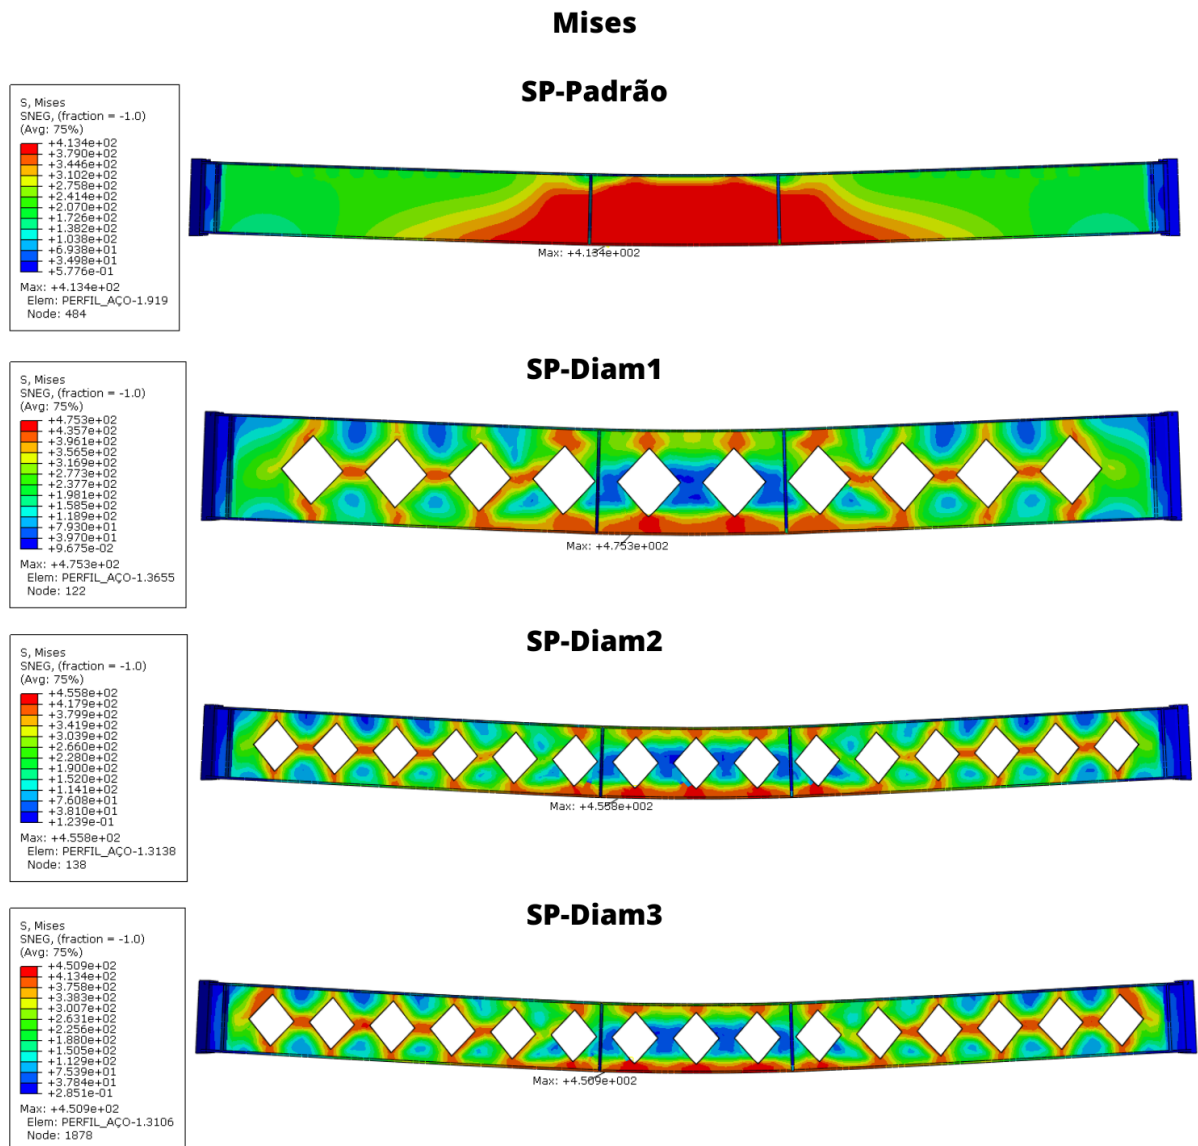 Mises
SP-Padrão
S, Mises
SNEG, (fraction = -1.0)
(Avg: 75%)
+4.134e+02
+3.790e+02
+3.446e+02
+3.102e+02
+2.758e+02
+2.414e+02
+2.070e+02
+1.726e+02
+1.382e+02
+1.038e+02
+6.938e+01
+3.498e+01
+5.776e-01
Max: +4.134e+02
Elem: PERFIL_AÇO-1.919
Node: 484
Max: +4.134e+002
SP-Diam1
S, Mises
SNEG, (fraction = -1.0)
(Avg: 75%)
+4.753e+02
+4.357e+02
+3.961e+02
+3.565e+02
+3.169e+02
+2.773e+02
+2.377e+02
+1.981e+02
+1.585e+02
+1.189e+02
+7.930e+01
+3.970e+01
+9.675e-02
Max: +4.753e+02
Elem: PERFIL_AÇO-1.3655
Node: 122
Max: +4.753e+002
SP-Diam2
S, Mises
SNEG, (fraction = -1.0)
(Avg: 75%)
+4.558e+02
+4.179e+02
+3.799e+02
+3.419e+02
+3.039e+02
+2.660e+02
+2.280e+02
+1.900e+02
+1.520e+02
+1.141e+02
+7.608e+01
+3.810e+01
+1.239e-01
Max: +4.558e+02
Elem: PERFIL_AÇO-1.3138
Node: 138
Max: +4.558e+002
SP-Diam3
S, Mises
SNEG, (fraction = -1.0)
(Avg: 75%)
+4.509e+02
+4.134e+02
+3.758e+02
+3.383e+02
+3.007e+02
+2.631e+02
+2.256e+02
+1.880e+02
+1.505e+02
+1.129e+02
+7.539e+01
+3.784e+01
+2.851e-01
Max: +4.509e+02
Elem: PERFIL_AÇO-1.3106
Node: 1878
Max: +4.509e+002